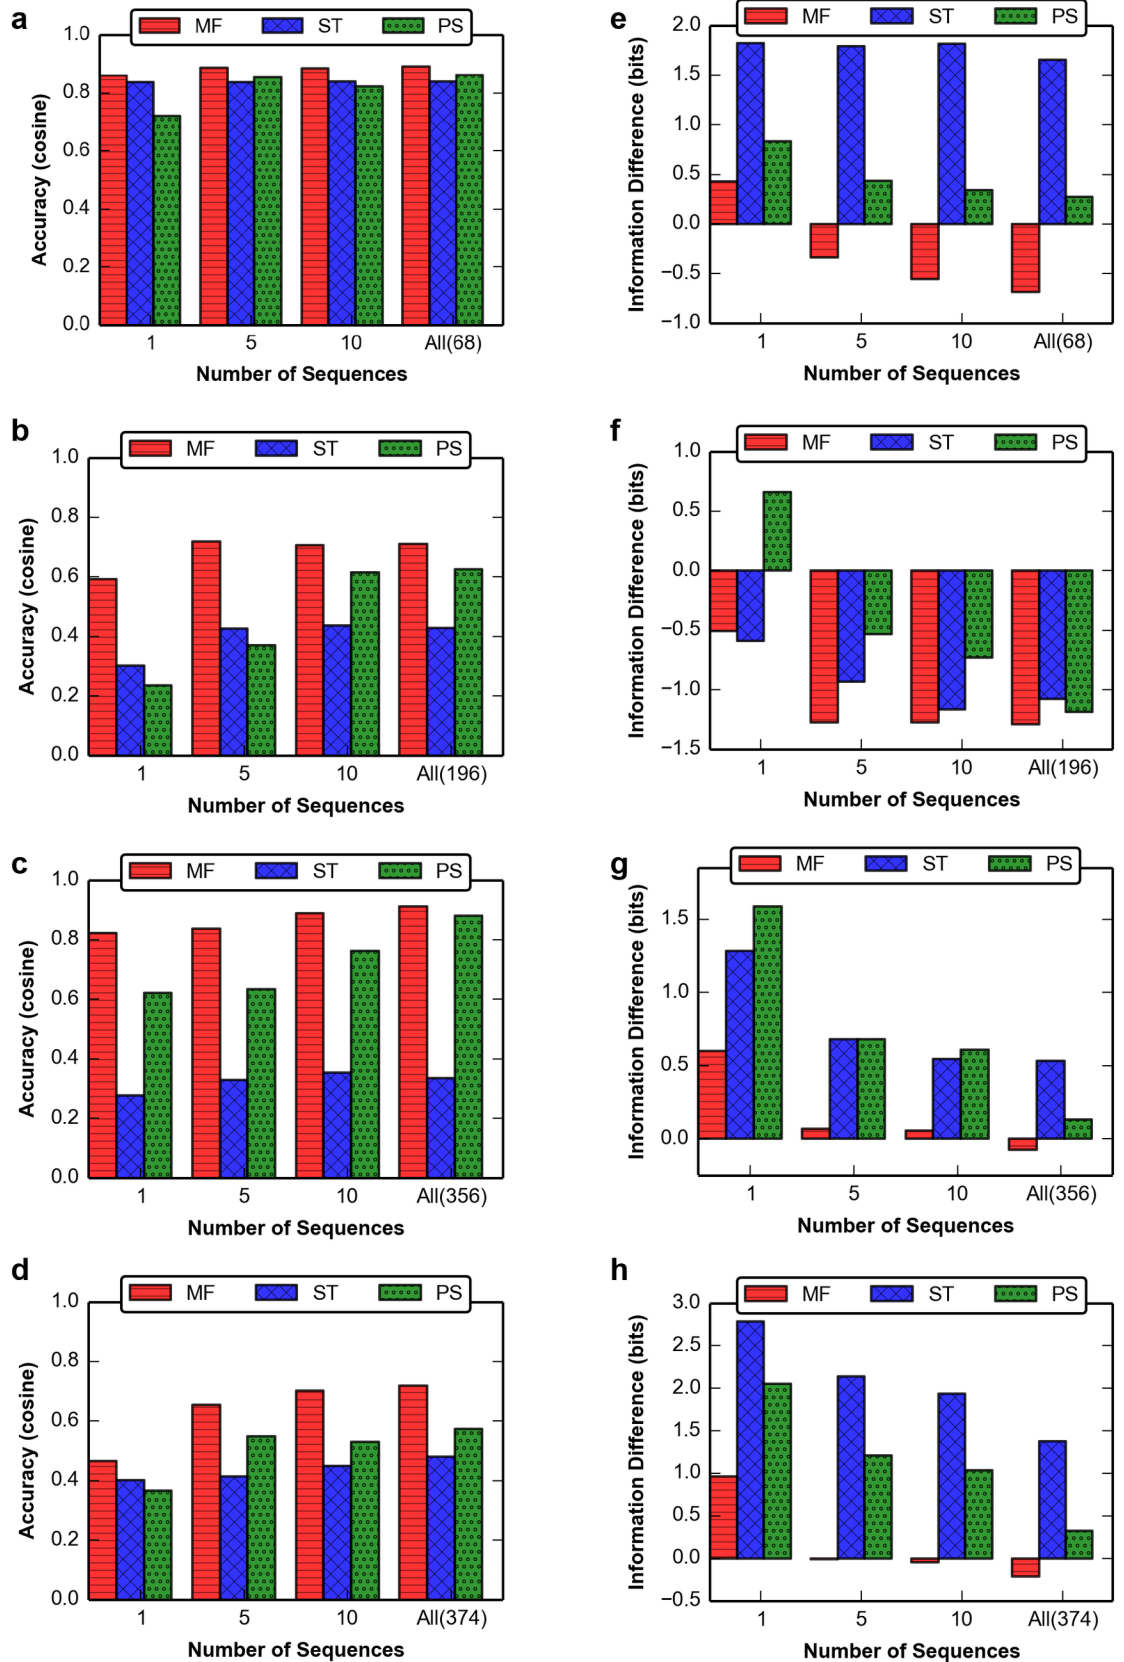 a
MF ST PS
1.0
0.8
0.6
0.4
0.2
0.0
Accuracy (cosine)
1 5 10 All(68)
Number of Sequences
e
MF ST PS
2.0
1.5
1.0
0.5
0.0
−0.5
−1.0
Information Difference (bits)
1 5 10 All(68)
Number of Sequences
b
MF ST PS
1.0
0.8
0.6
0.4
0.2
0.0
Accuracy (cosine)
1 5 10 All(196)
Number of Sequences
f
MF ST PS
1.0
0.5
0.0
−0.5
−1.0
−1.5
Information Difference (bits)
1 5 10 All(196)
Number of Sequences
c
MF ST PS
1.0
0.8
0.6
0.4
0.2
0.0
Accuracy (cosine)
1 5 10 All(356)
Number of Sequences
g
MF ST PS
1.5
1.0
0.5
0.0
Information Difference (bits)
1 5 10 All(356)
Number of Sequences
d
MF ST PS
1.0
0.8
0.6
0.4
0.2
0.0
Accuracy (cosine)
1 5 10 All(374)
Number of Sequences
h
MF ST PS
3.0
2.5
2.0
1.5
1.0
0.5
0.0
−0.5
Information Difference (bits)
1 5 10 All(374)
Number of Sequences